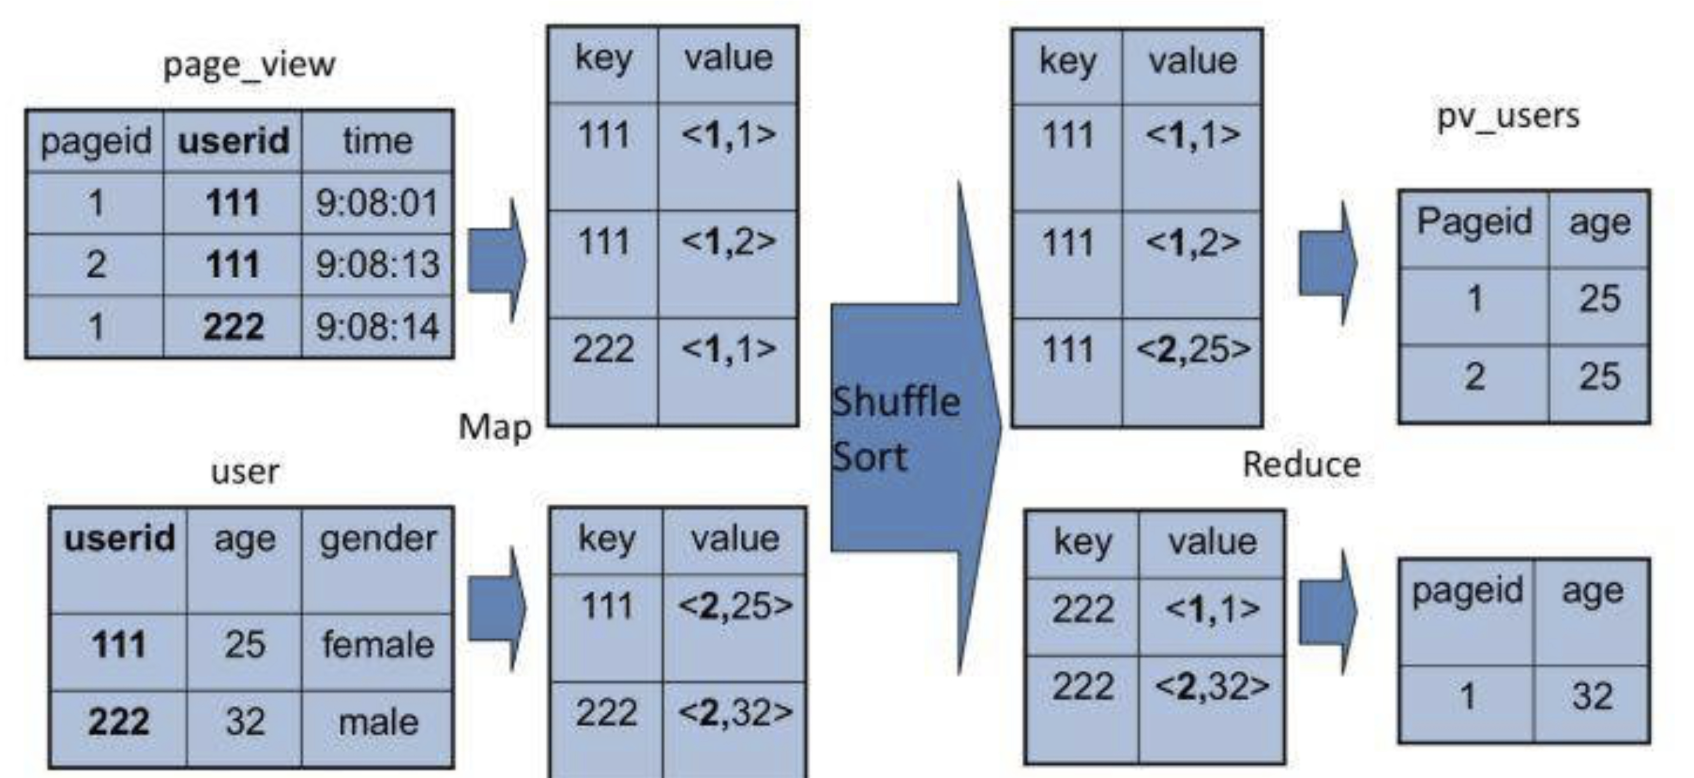 page_view
pageid userid time
1 111 9:08:01
2 111 9:08:13
1 222 9:08:14
key value
111 <1,1>
111 <1,2>
222 <1,1>
Map
user
userid age gender
111 25 female
222 32 male
key value
111 <2,25>
222 <2,32>
Shuffle
Sort
key value
111 <1,1>
111 <1,2>
111 <2,25>
Reduce
key value
222 <1,1>
222 <2,32>
pv_users
Pageid age
1 25
2 25
pageid age
1 32